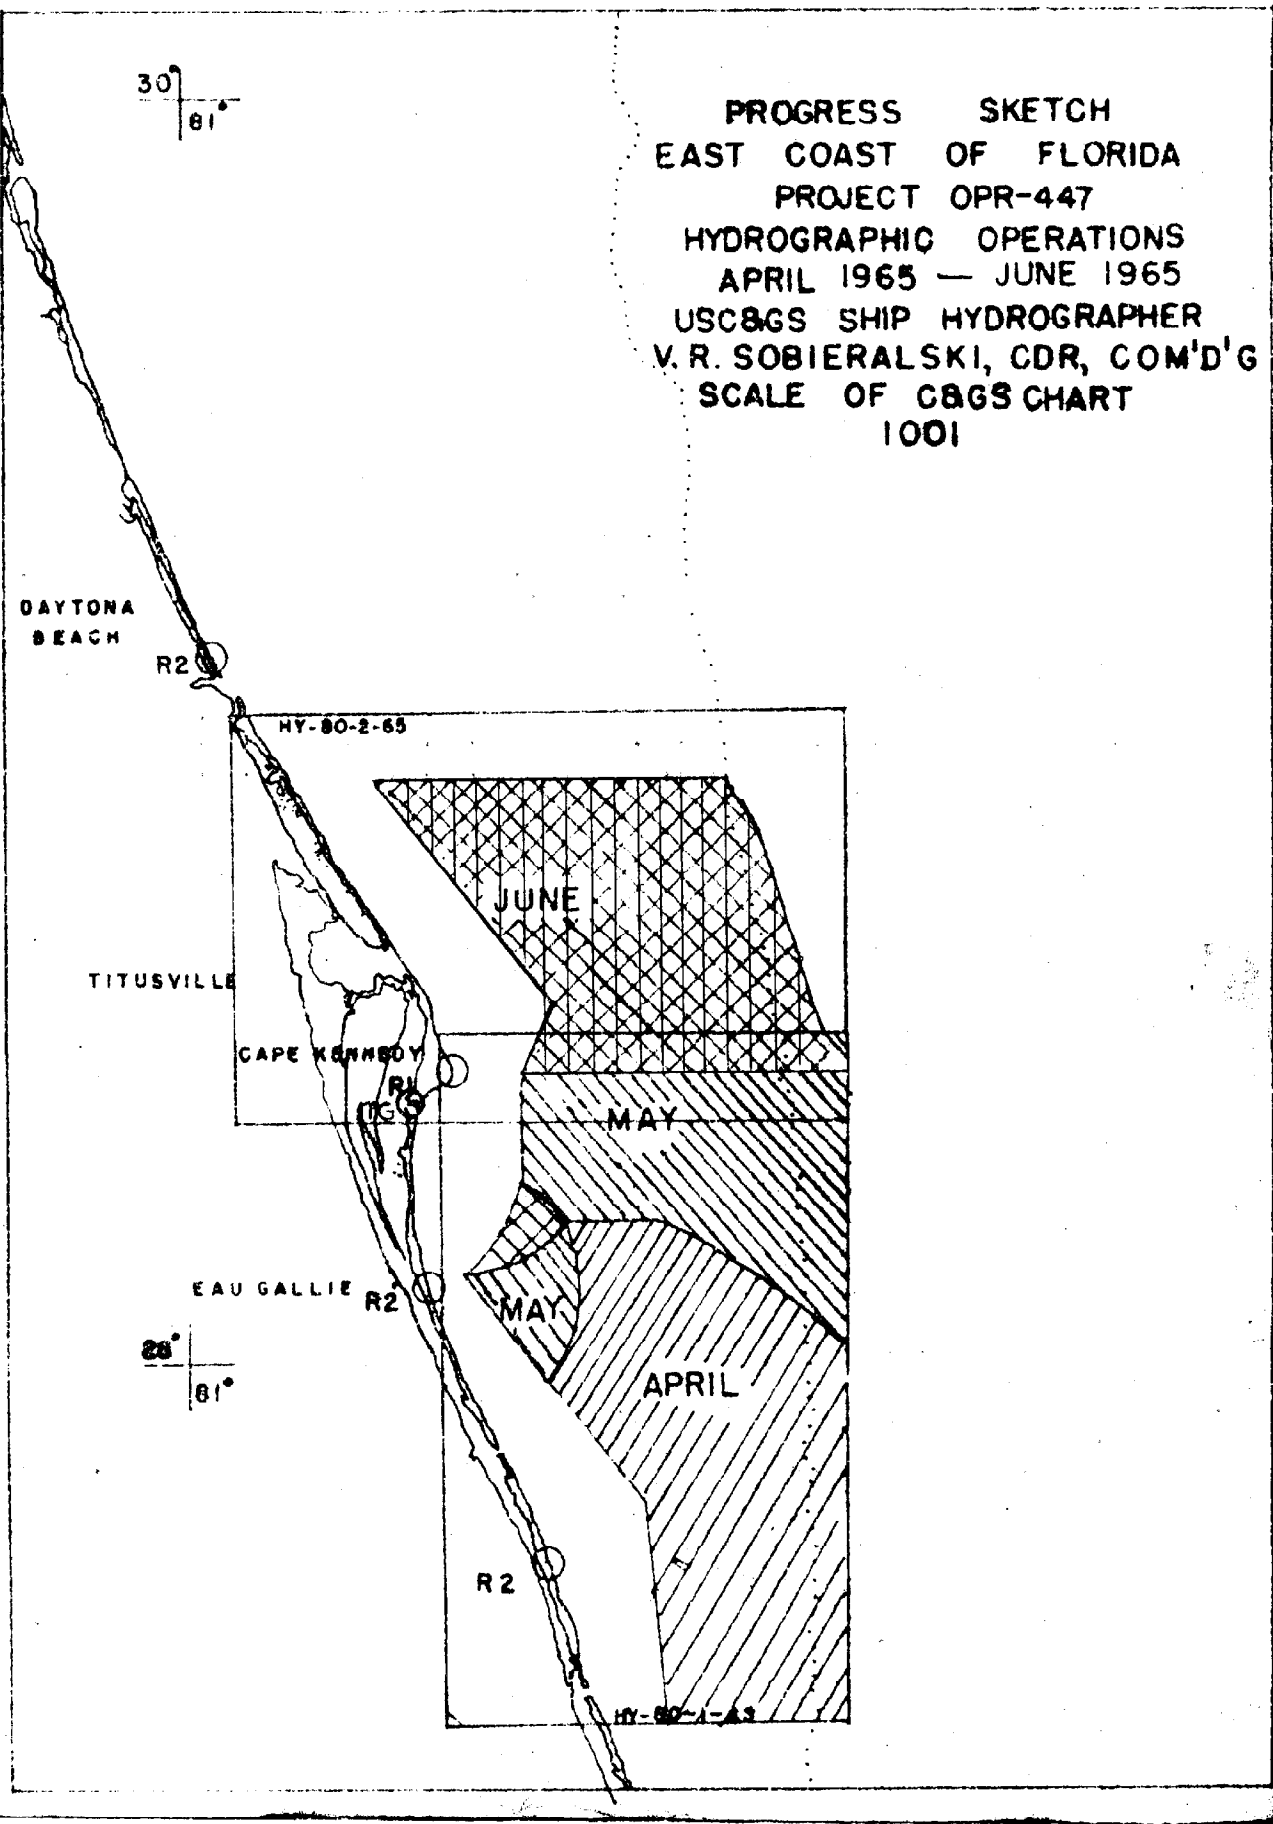 30°
81°
PROGRESS SKETCH
EAST COAST OF FLORIDA
PROJECT OPR-447
HYDROGRAPHIC OPERATIONS
APRIL 1965 — JUNE 1965
USC&GS SHIP HYDROGRAPHER
V. R. SOBIERALSKI, CDR, COM'D'G
SCALE OF C&GS CHART
1001
DAYTONA
BEACH
R2
HY-80-2-65
JUNE
TITUSVILLE
CAPE KENNEDY
R1
TG
MAY
EAU GALLIE
R2
MAY
28°
81°
APRIL
R2